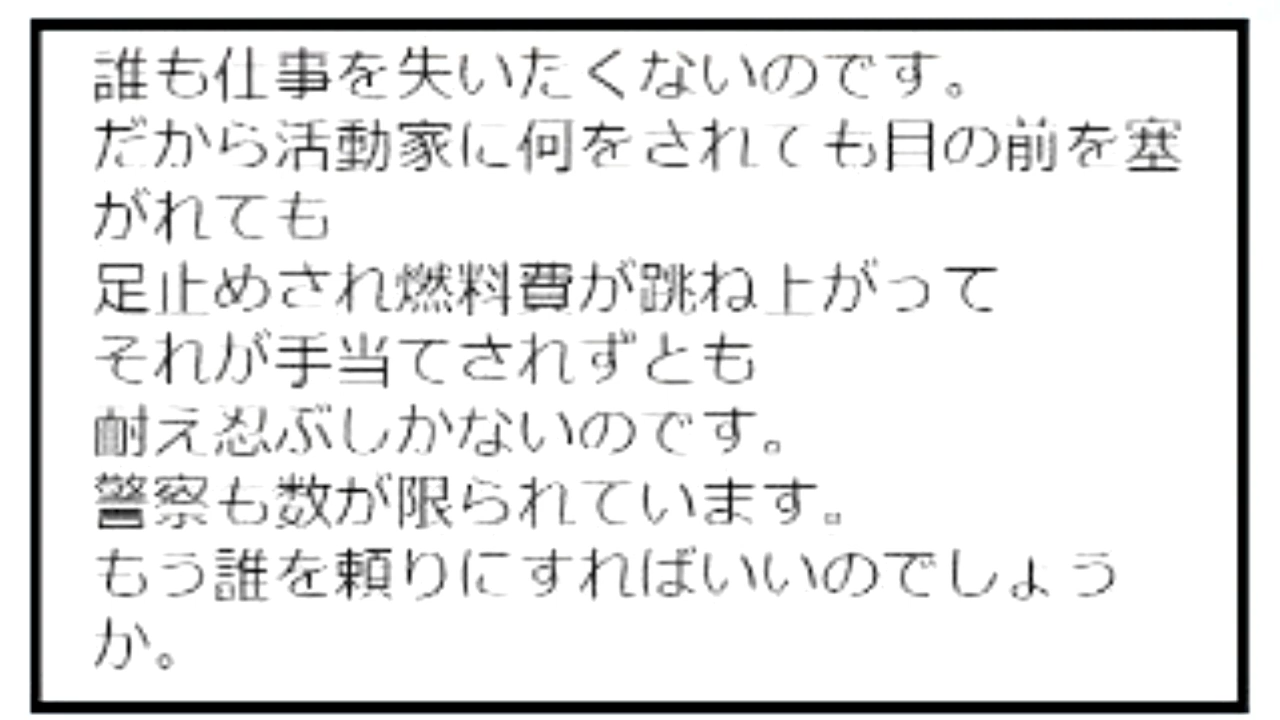 誰も仕事を失いたくないのです。
だから活動家に何をされても目の前を塞
がれても
足止めされ燃料費が跳ね上がって
それが手当てされずとも
耐え忍ぶしかないのです。
警察も数が限られています。
もう誰を頼りにすればいいのでしょう
か。